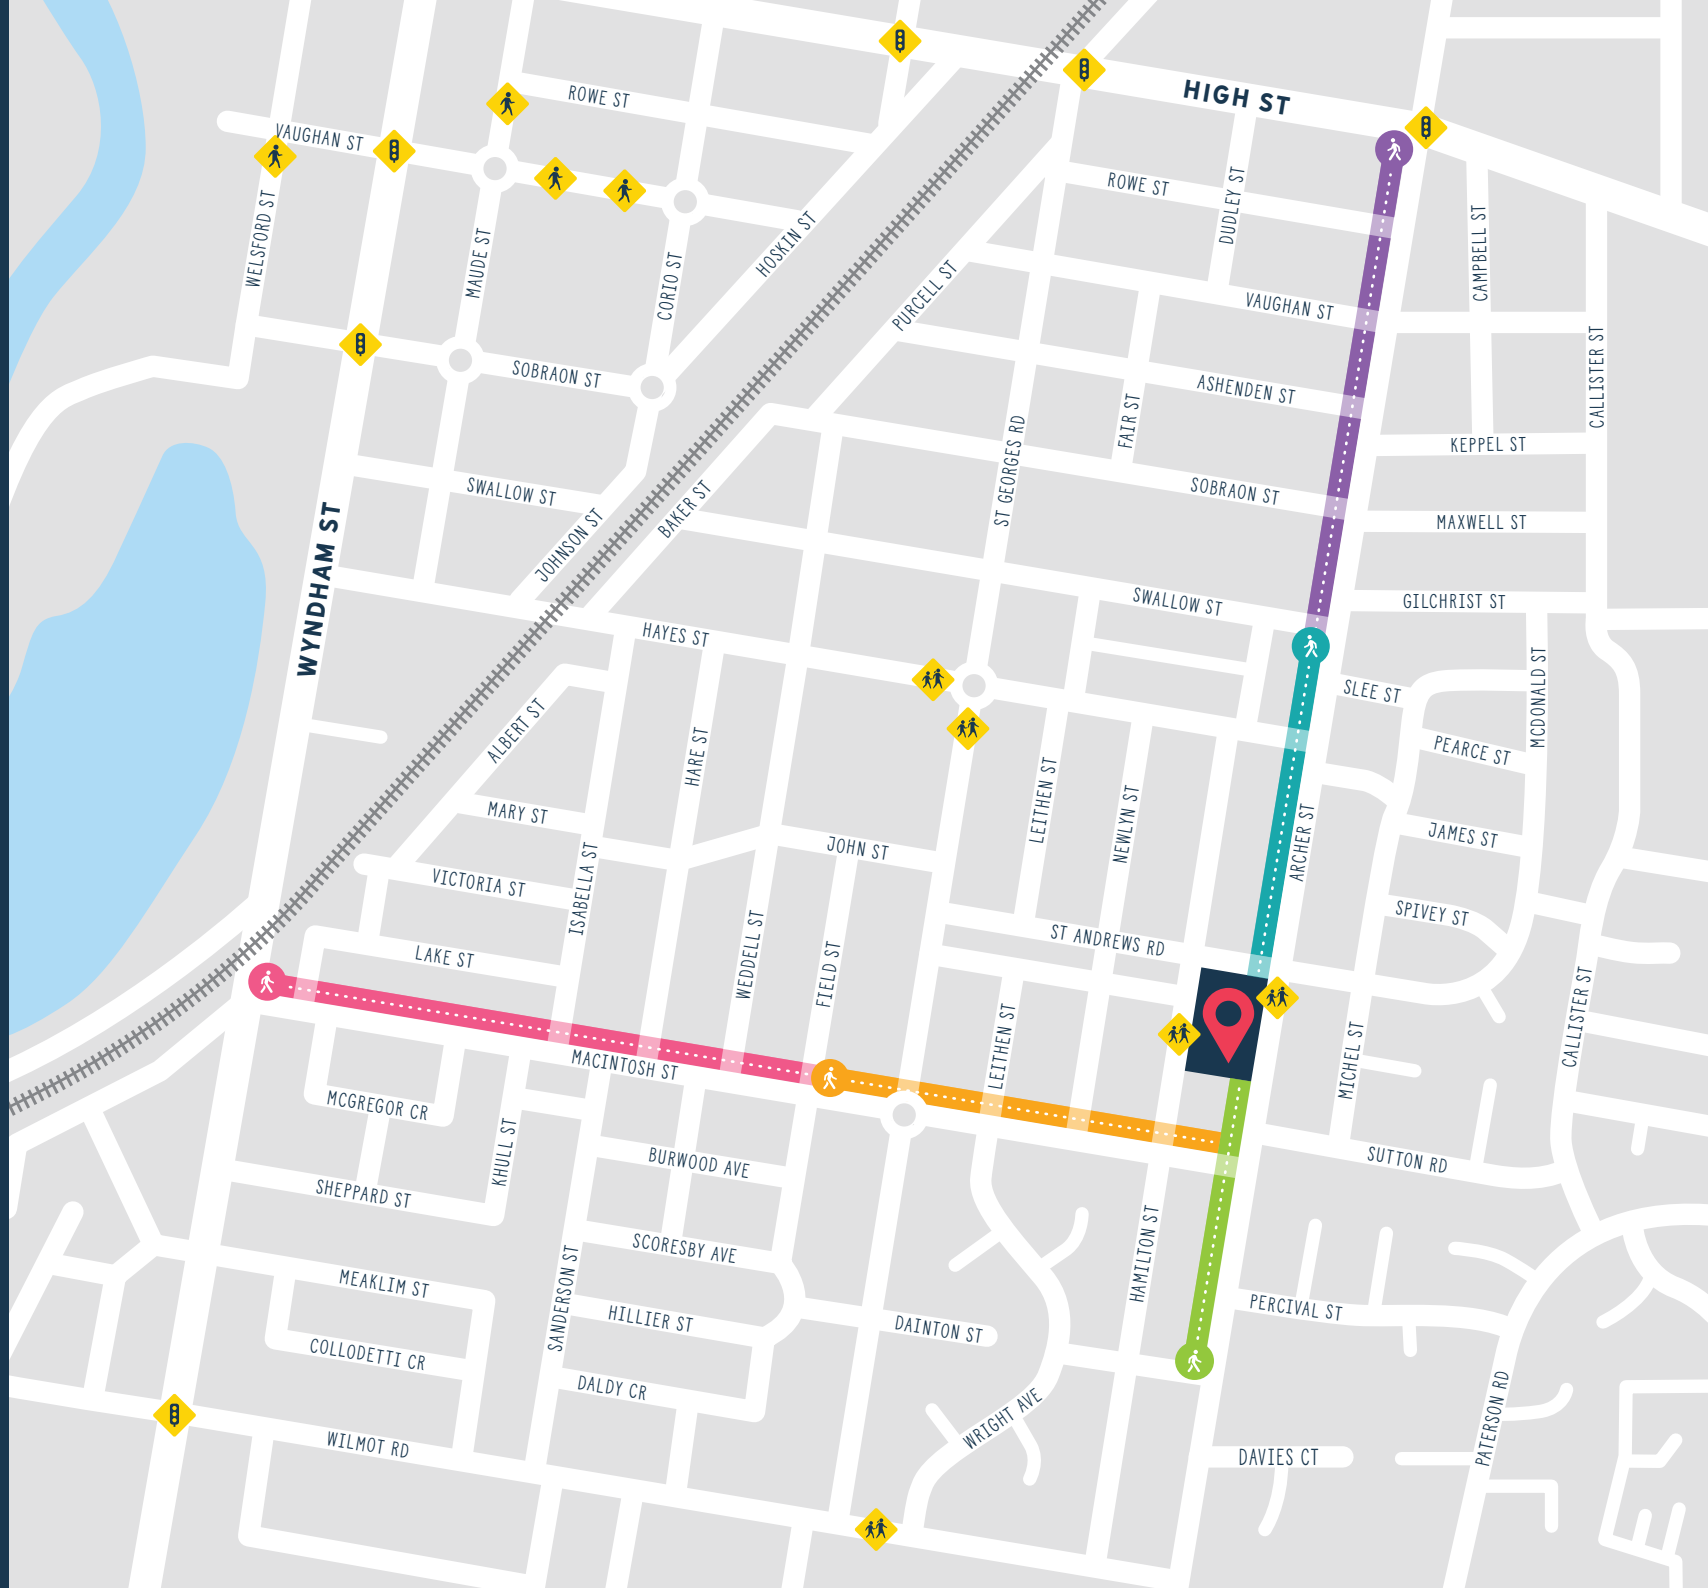 HIGH ST
ROWE ST
VAUGHAN ST
ROWE ST
DUDLEY ST
WELSFORD ST
MAUDE ST
CORIO ST
HOSKIN ST
CAMPBELL ST
PURCELL ST
VAUGHAN ST
CALLISTER ST
SOBRAON ST
ASHENDEN ST
FAIR ST
ST GEORGES RD
KEPPEL ST
SWALLOW ST
SOBRAON ST
BAKER ST
MAXWELL ST
JOHNSON ST
WYNDHAM ST
SWALLOW ST
GILCHRIST ST
HAYES ST
SLEE ST
MCDONALD ST
ALBERT ST
HARE ST
PEARCE ST
LEITHEN ST
NEWLYN ST
MARY ST
JOHN ST
ARCHER ST
JAMES ST
VICTORIA ST
ISABELLA ST
SPIVEY ST
LAKE ST
WEDDELL ST
FIELD ST
ST ANDREWS RD
CALLISTER ST
LEITHEN ST
MICHEL ST
MACINTOSH ST
MCGREGOR CR
KHULL ST
BURWOOD AVE
SUTTON RD
SHEPPARD ST
SCORESBY AVE
HAMILTON ST
MEAKLIM ST
SANDERSON ST
HILLIER ST
DAINTON ST
PERCIVAL ST
COLLODETTI CR
DALDY CR
WRIGHT AVE
PATERSON RD
WILMOT RD
DAVIES CT